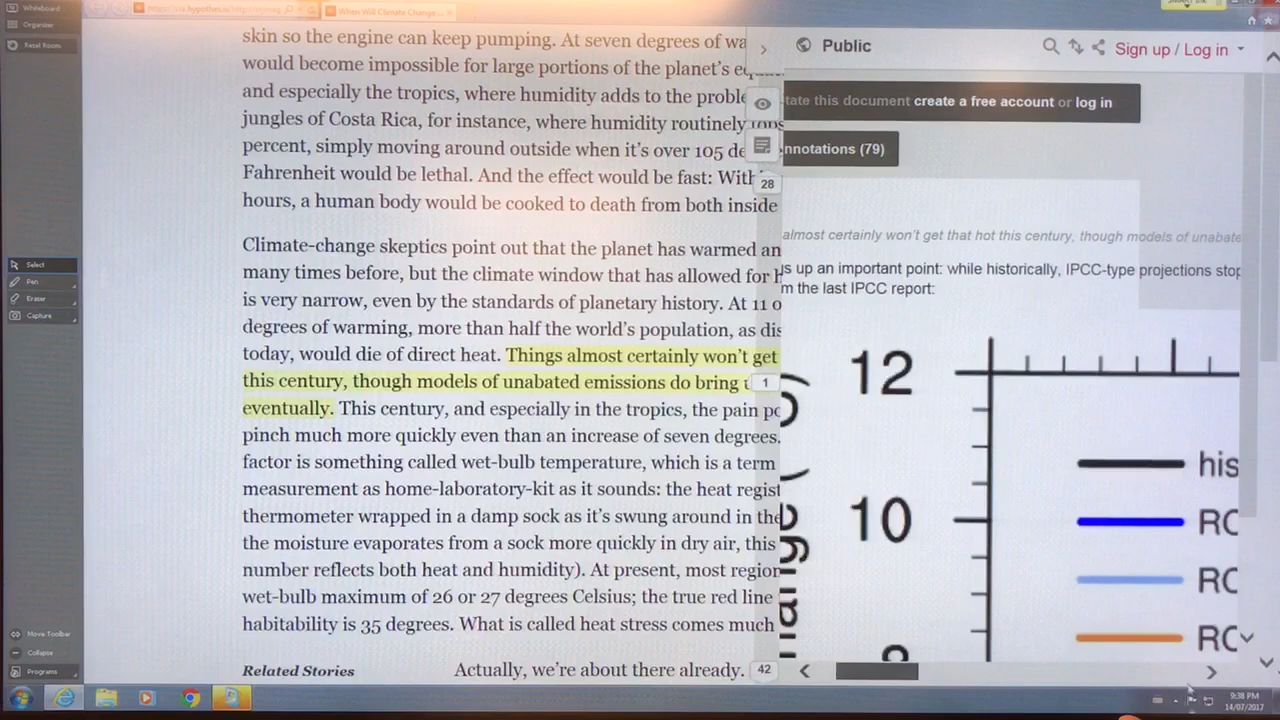 Whiteboard
Organizer
Reset Room
Select
Pen
Eraser
Capture
Move Toolbar
Collapse
Programs
When Will Climate Change ...
skin so the engine can keep pumping. At seven degrees of wa
would become impossible for large portions of the planet's equ
and especially the tropics, where humidity adds to the proble
jungles of Costa Rica, for instance, where humidity routinely tops
percent, simply moving around outside when it's over 105 de
Fahrenheit would be lethal. And the effect would be fast: With
hours, a human body would be cooked to death from both inside
Climate-change skeptics point out that the planet has warmed an
many times before, but the climate window that has allowed for h
is very narrow, even by the standards of planetary history. At 11 o
degrees of warming, more than half the world's population, as dis
today, would die of direct heat. Things almost certainly won't get
this century, though models of unabated emissions do bring u
eventually. This century, and especially in the tropics, the pain po
pinch much more quickly even than an increase of seven degrees.
factor is something called wet-bulb temperature, which is a term
measurement as home-laboratory-kit as it sounds: the heat regist
thermometer wrapped in a damp sock as it's swung around in the
the moisture evaporates from a sock more quickly in dry air, this
number reflects both heat and humidity). At present, most region
wet-bulb maximum of 26 or 27 degrees Celsius; the true red line
habitability is 35 degrees. What is called heat stress comes much
Related Stories
Actually, we're about there already.
28
1
42
Public
Sign up / Log in
tate this document create a free account or log in
nnotations (79)
almost certainly won't get that hot this century, though models of unabate
s up an important point: while historically, IPCC-type projections stop
m the last IPCC report:
12
10
hange (
his
RC
RC
RC
9:38 PM
14/07/2017